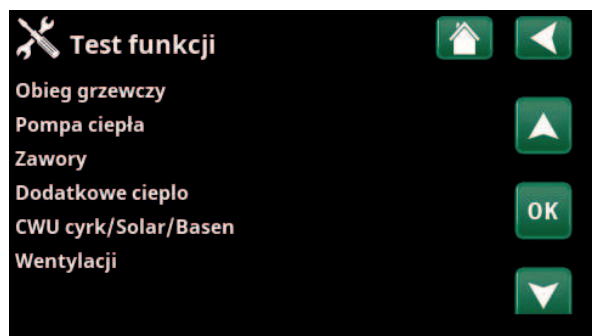 Test funkcji
Obieg grzewczy
Pompa ciepła
Zawory
Dodatkowe cieplo
OK
CWU cyrk/Solar/Basen
Wentylacji